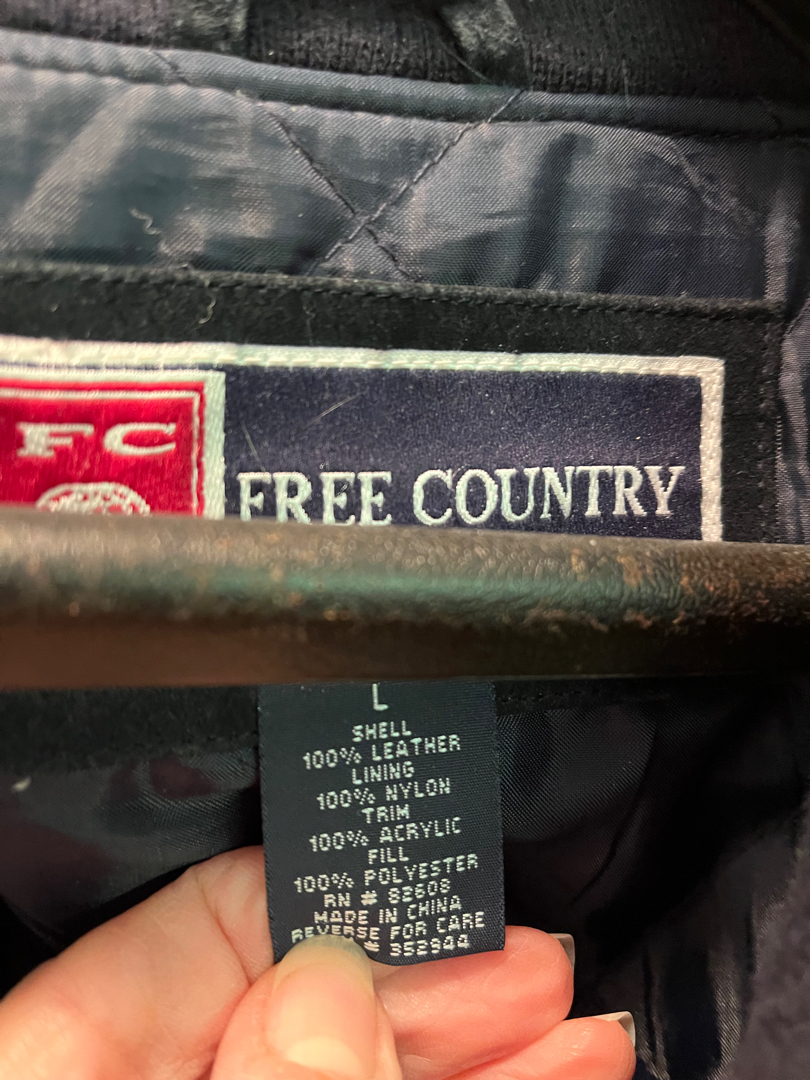 FC
FREE COUNTRY
L
SHELL
100% LEATHER
LINING
100% NYLON
TRIM
100% ACRYLIC
FILL
100% POLYESTER
RN # 82608
MADE IN CHINA
REVERSE FOR CARE
# 352944